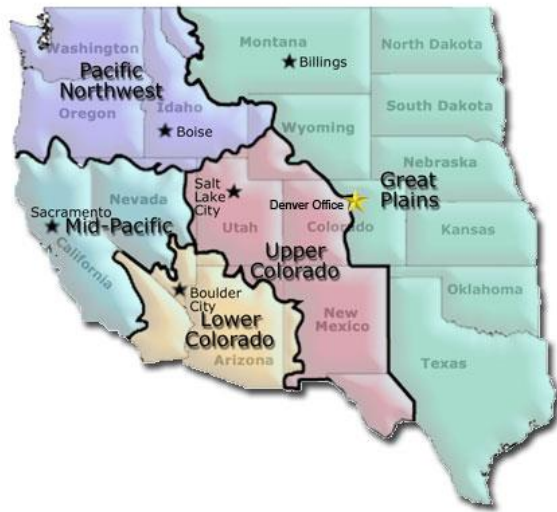 Washington
Montana
North Dakota
Billings
Pacific
Northwest
Idaho
Oregon
Boise
South Dakota
Wyoming
Nebraska
Great
Plains
Salt
Lake
City
Denver Office
Nevada
Sacramento
Mid-Pacific
Utah
Colorado
Kansas
California
Upper
Colorado
Boulder
City
Lower
Colorado
Arizona
New
Mexico
Oklahoma
Texas